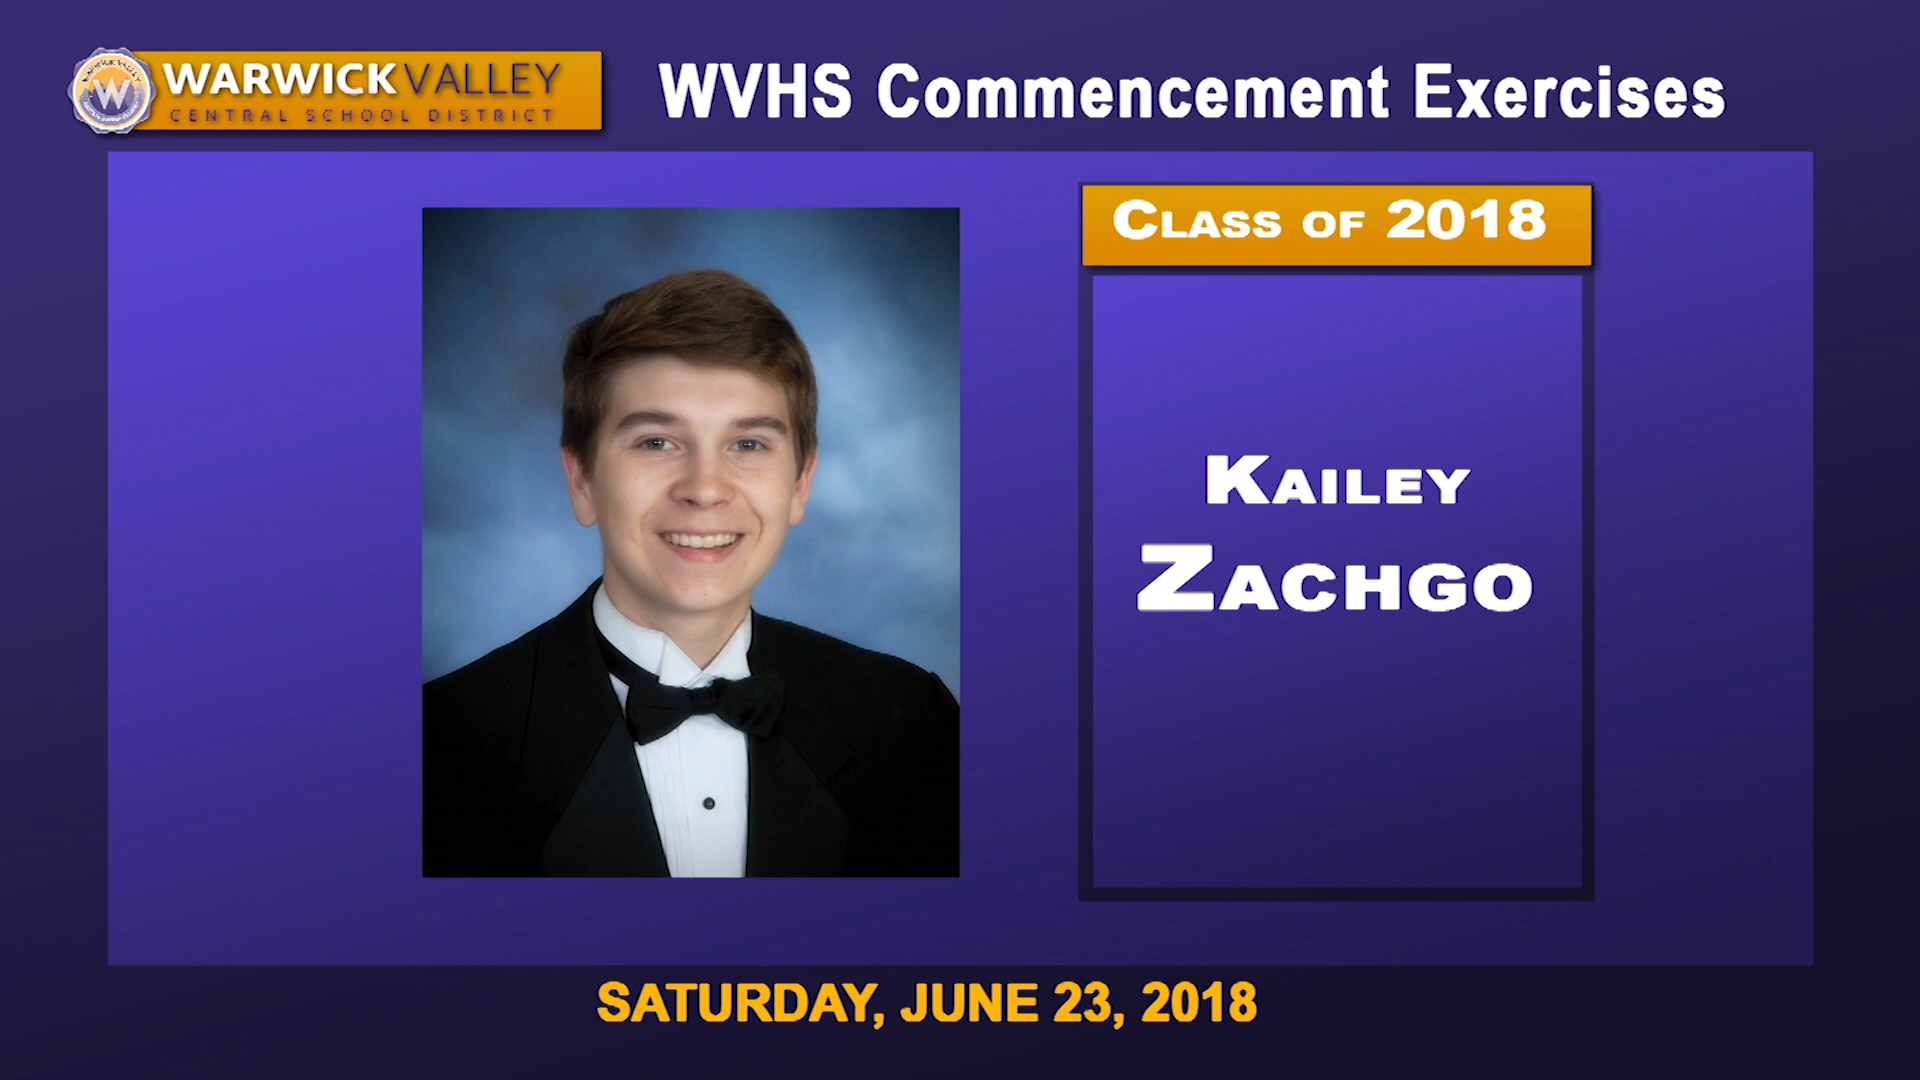 WARWICK VALLEY
CENTRAL SCHOOL DISTRICT
W
WVHS Commencement Exercises
CLASS OF 2018
KAILEY
ZACHGO
SATURDAY, JUNE 23, 2018